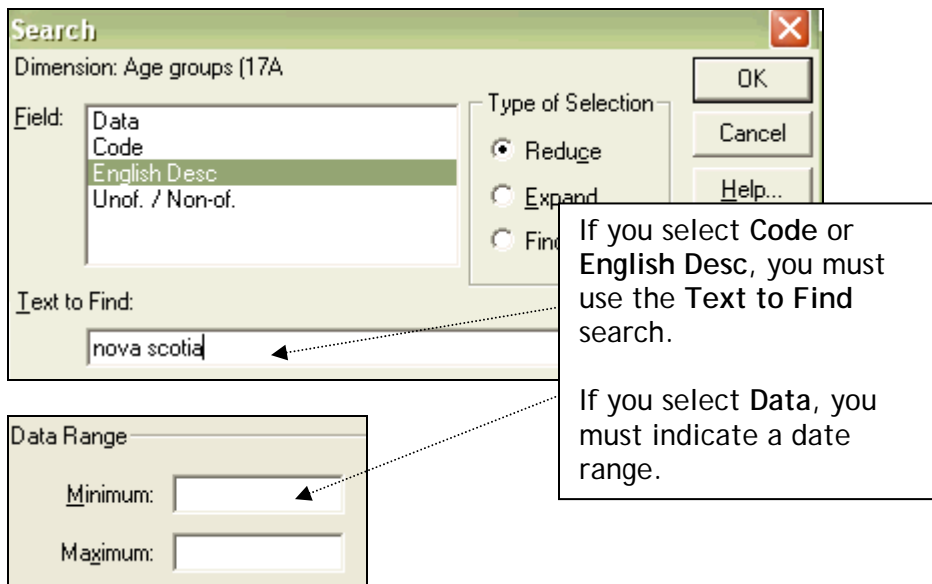 Search
Dimension: Age groups (17A
OK
Field:
Data
Code
English Desc
Unof. / Non-of.
Type of Selection
Reduce
Expand
Cancel
Help...
Text to Find:
nova scotia
If you select Code or
English Desc, you must
use the Text to Find
search.
If you select Data, you
must indicate a date
range.
Data Range
Minimum:
Maximum: